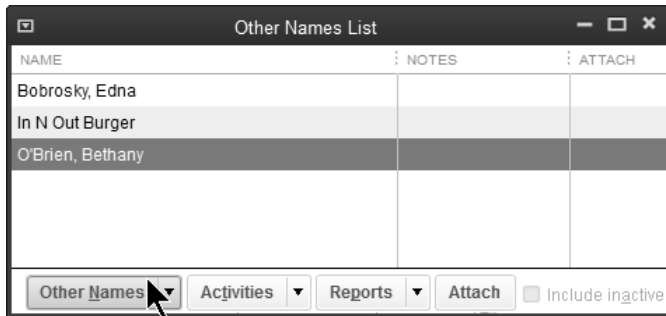 Other Names List
NAME NOTES ATTACH
Bobrosky, Edna
In N Out Burger
O'Brien, Bethany
Other Names Activities Reports Attach Include inactive